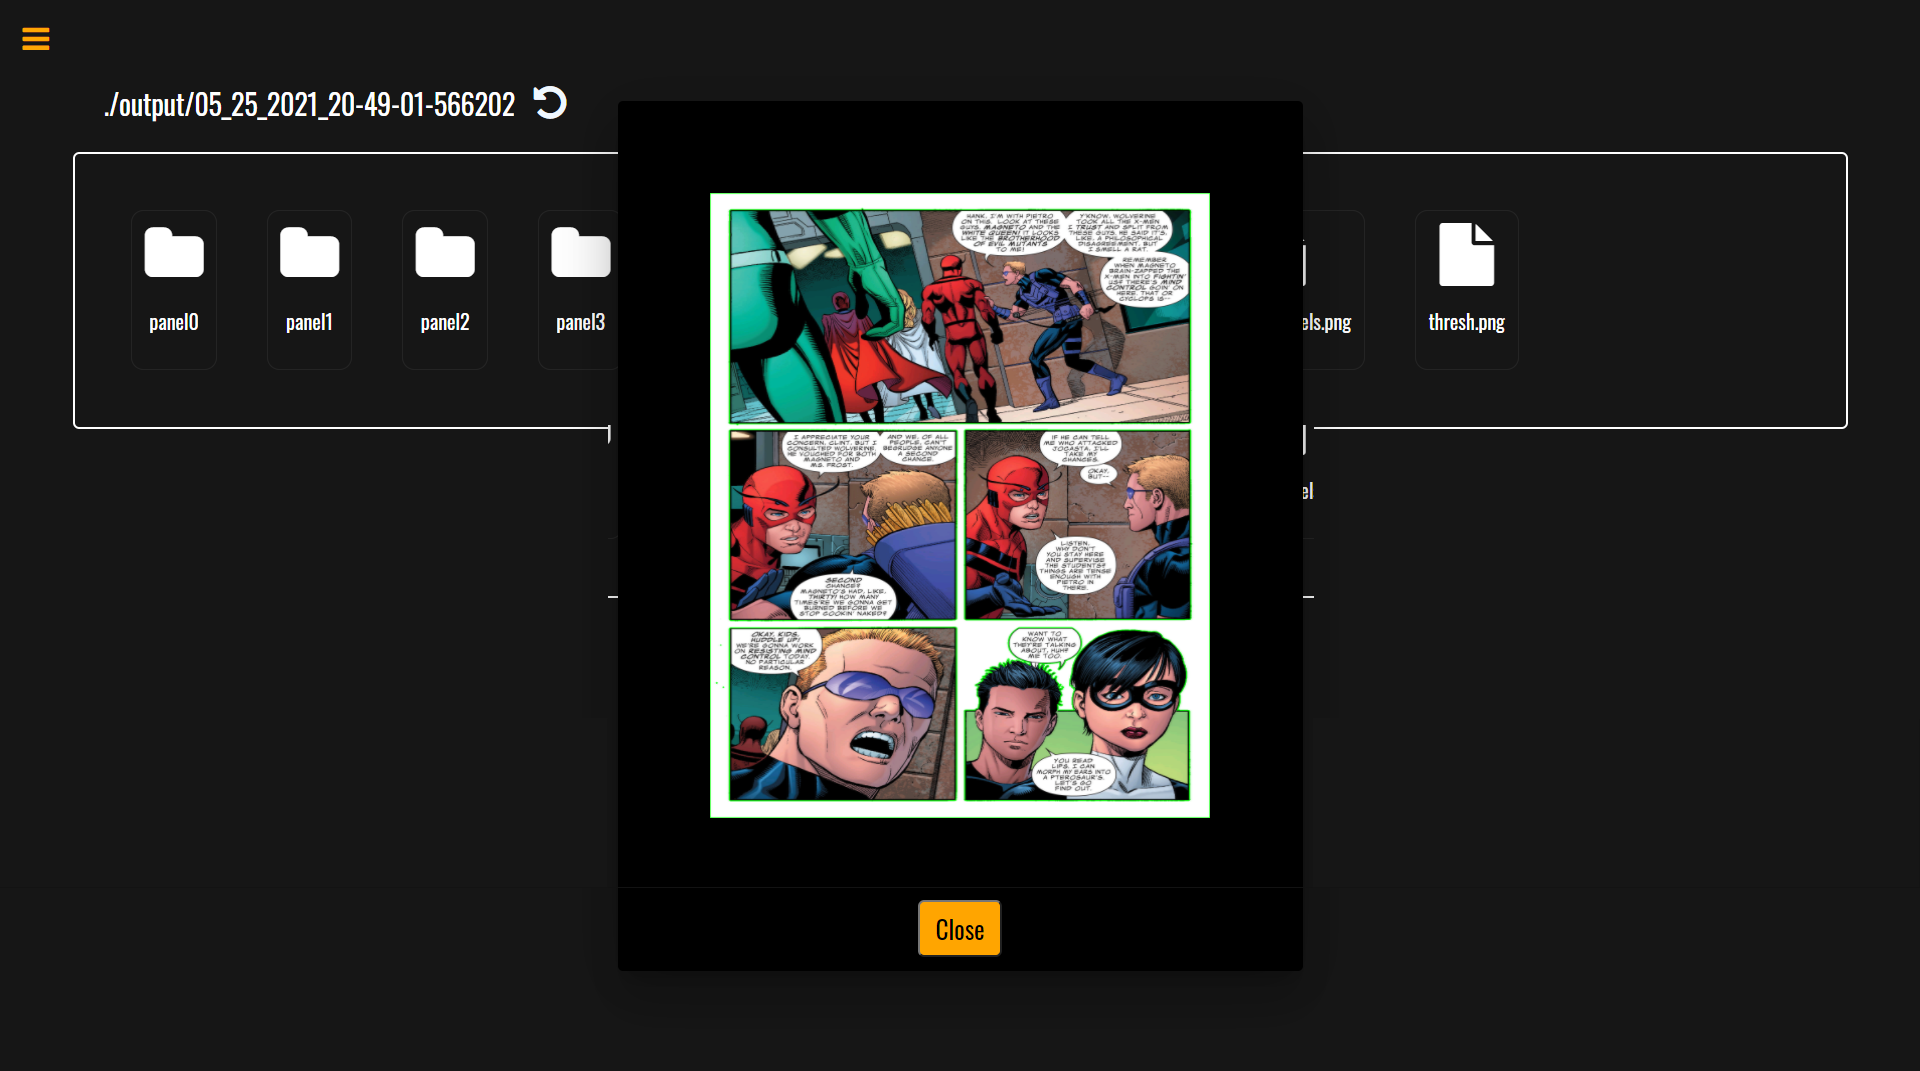 ./output/05_25_2021_20-49-01-566202
panel0
panel1
panel2
panel3
els.png
thresh.png
el
HANK, I'M WITH PIETRO
ON THIS. LOOK AT THESE
GUYS. MAGNETO AND THE
WHITE QUEEN? IT LOOKS
LIKE THE BROTHERHOOD
OF EVIL MUTANTS
TO ME!
Y'KNOW, WOLVERINE
TOOK ALL THE X-MEN
I TRUST AND SPLIT FROM
THESE GUYS. HE SAID IT'S,
LIKE, A PHILOSOPHICAL
DISAGREEMENT, BUT
I SMELL A RAT.
REMEMBER
WHEN MAGNETO
BRAIN-ZAPPED THE
X-MEN INTO FIGHTIN'
US? THERE'S MIND
CONTROL GOIN' ON
HERE. THAT OR
CYCLOPS IS--
I APPRECIATE YOUR
CONCERN, CLINT, BUT I
CONSULTED WOLVERINE.
HE VOUCHED FOR BOTH
MAGNETO AND
MS. FROST.
AND WE, OF ALL
PEOPLE, CAN'T
BEGRUDGE ANYONE
A SECOND
CHANCE.
SECOND
CHANCE?
MAGNETO'S HAD, LIKE,
THIRTY! HOW MANY
TIMES'RE WE GONNA GET
BURNED BEFORE WE
STOP COOKIN' NAKED?
IF HE CAN TELL
ME WHO ATTACKED
JOCASTA, I'LL
TAKE MY
CHANCES.
OKAY,
BUT--
LISTEN,
WHY DON'T
YOU STAY HERE
AND SUPERVISE
THE STUDENTS?
THINGS ARE TENSE
ENOUGH WITH
PIETRO IN
THERE.
OKAY, KIDS,
HUDDLE UP!
WE'RE GONNA WORK
ON RESISTING MIND
CONTROL TODAY.
NO PARTICULAR
REASON.
WANT TO
KNOW WHAT
THEY'RE TALKING
ABOUT, HUH?
ME TOO.
YOU READ
LIPS. I CAN
MORPH MY EARS INTO
A PTEROSAUR'S.
LET'S GO
FIND OUT.
Close